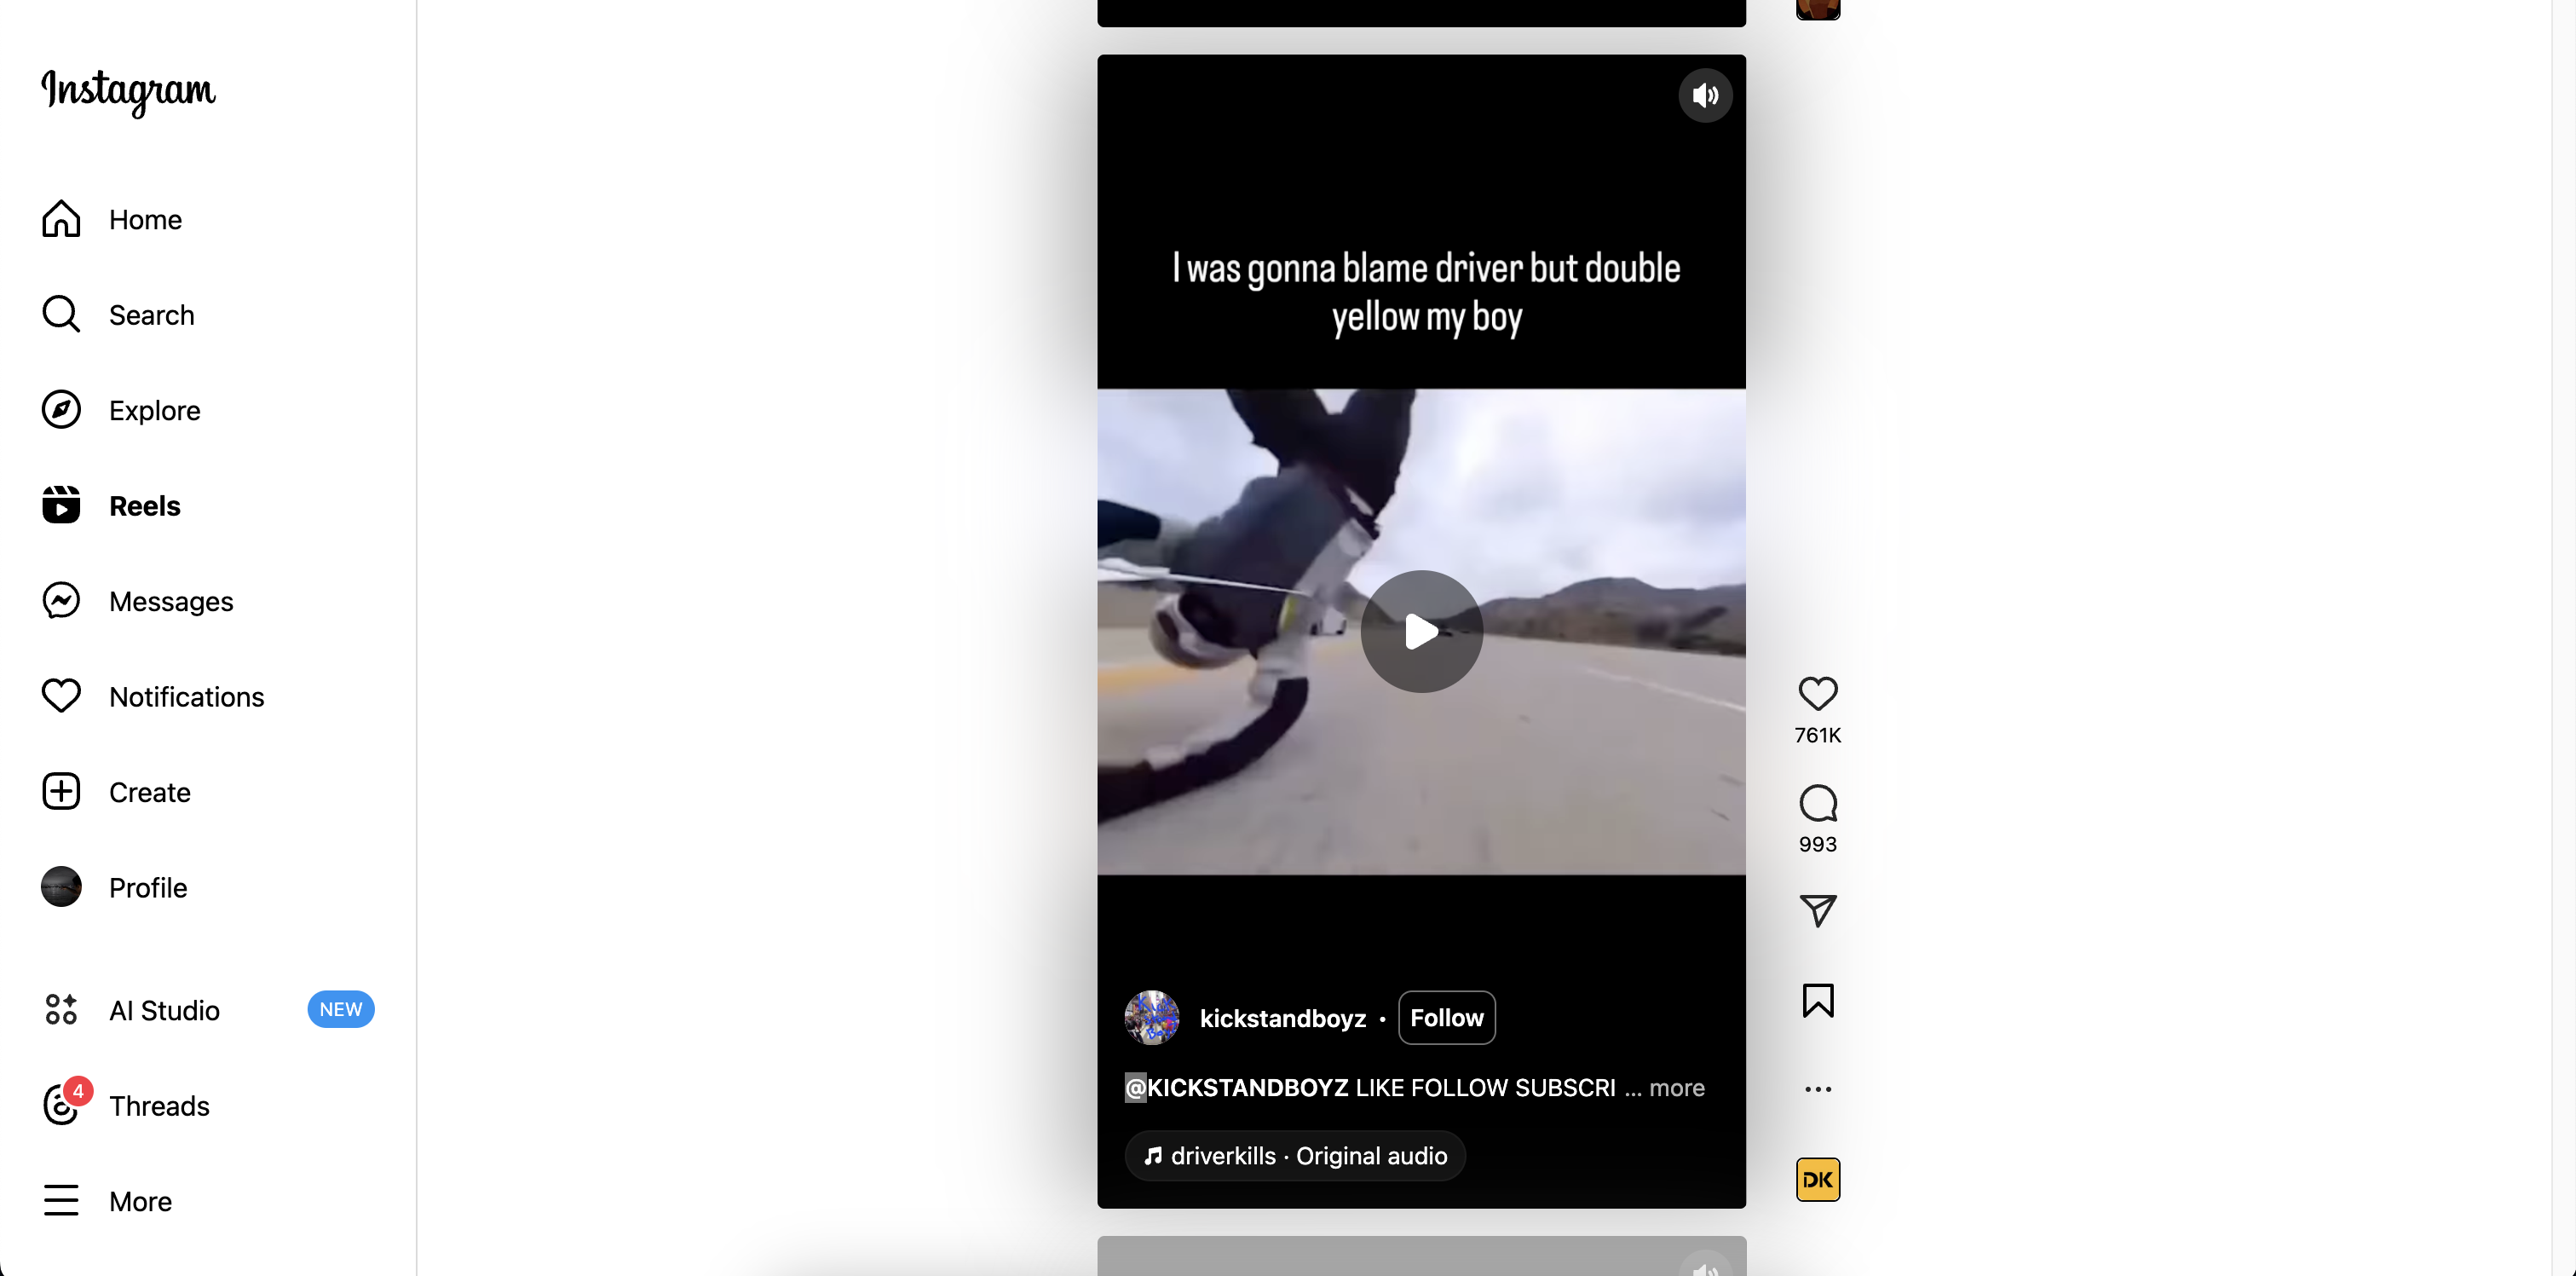 Instagram
Home
Search
Explore
Reels
Messages
Notifications
Create
Profile
AI Studio NEW
4
Threads
More
I was gonna blame driver but double
yellow my boy
kickstandboyz • Follow
@KICKSTANDBOYZ LIKE FOLLOW SUBSCRI ... more
driverkills · Original audio
761K
993
DK